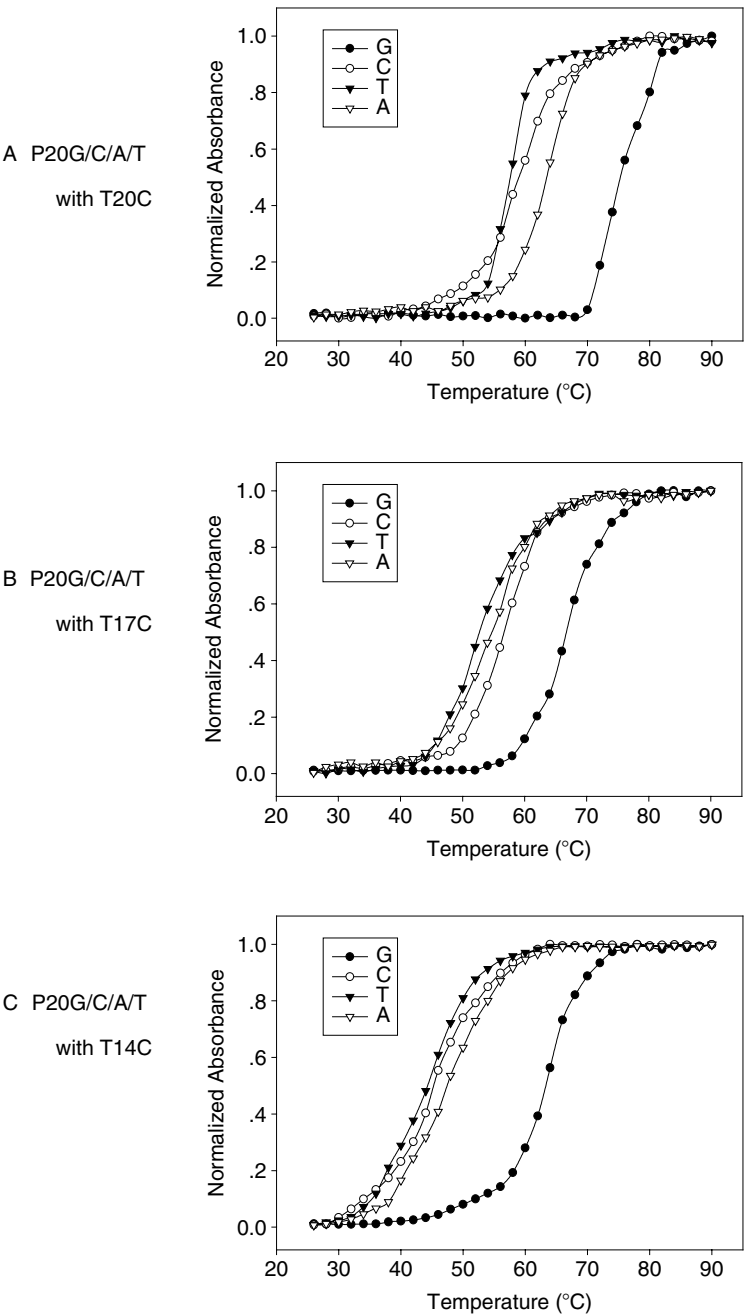 A P20G/C/A/T
with T20C
Normalized Absorbance
1.0
.8
.6
.4
.2
0.0
G
C
T
A
20 30 40 50 60 70 80 90
Temperature (°C)
B P20G/C/A/T
with T17C
Normalized Absorbance
1.0
.8
.6
.4
.2
0.0
G
C
T
A
20 30 40 50 60 70 80 90
Temperature (°C)
C P20G/C/A/T
with T14C
Normalized Absorbance
1.0
.8
.6
.4
.2
0.0
G
C
T
A
20 30 40 50 60 70 80 90
Temperature (°C)